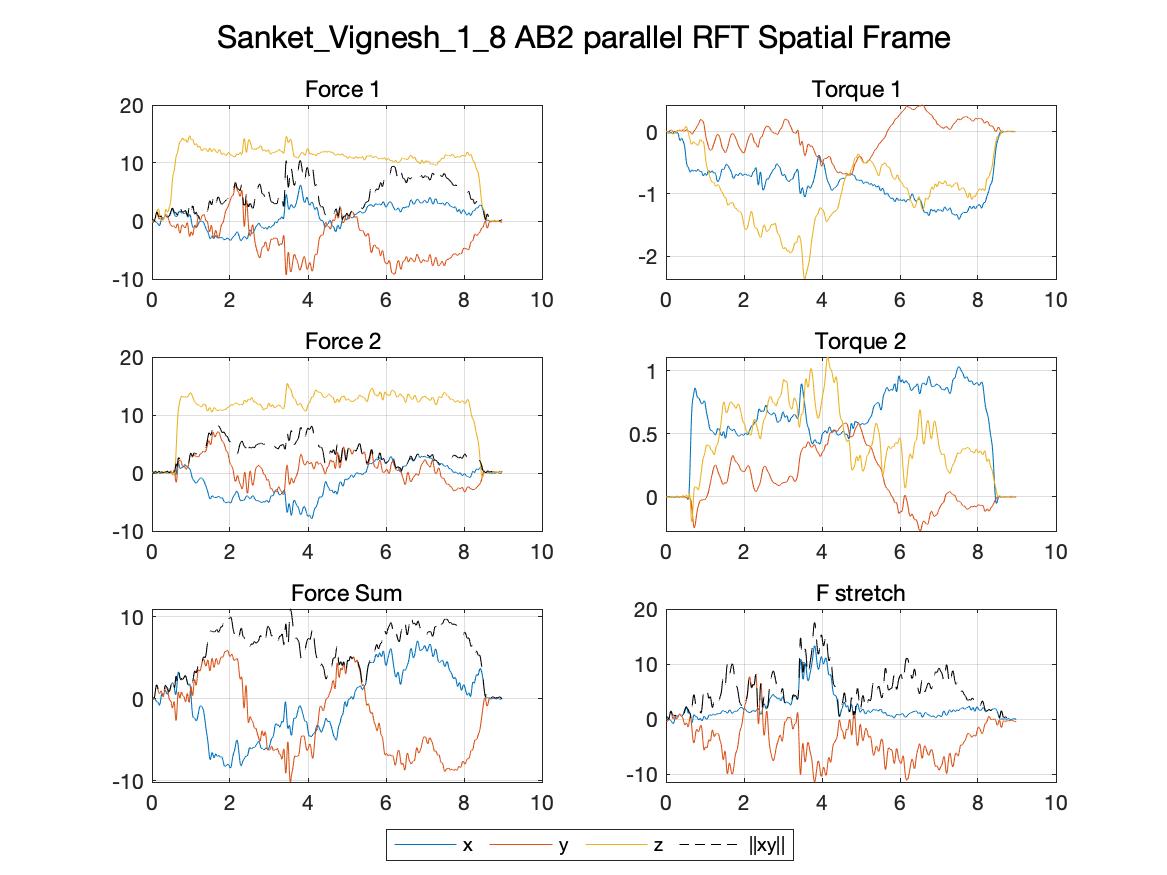 Sanket_Vignesh_1_8 AB2 parallel RFT Spatial Frame
Force 1
20
10
0
-10
0 2 4 6 8 10
Torque 1
0
-1
-2
0 2 4 6 8 10
Force 2
20
10
0
-10
0 2 4 6 8 10
Torque 2
1
0.5
0
0 2 4 6 8 10
Force Sum
10
0
-10
0 2 4 6 8 10
F stretch
20
10
0
-10
0 2 4 6 8 10
x y z ||xy||